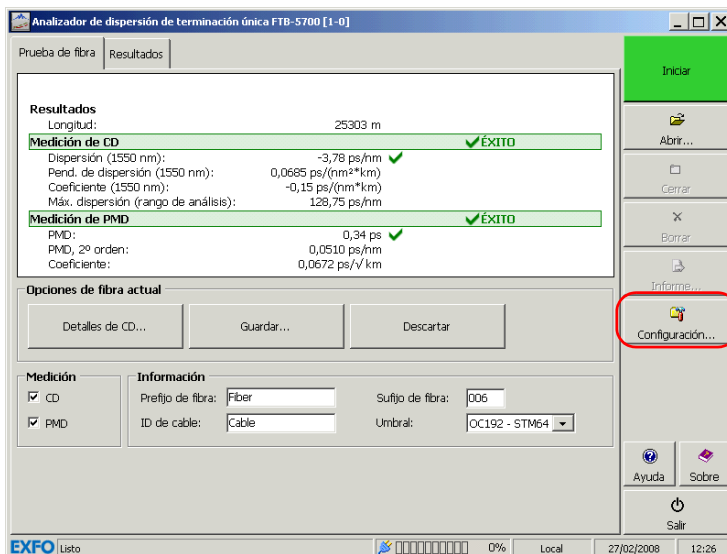 Analizador de dispersión de terminación única FTB-5700 [1-0]
Prueba de fibra Resultados
Resultados
Longitud: 25303 m
Medición de CD ÉXITO
Dispersión (1550 nm): -3,78 ps/nm
Pend. de dispersión (1550 nm): 0,0685 ps/(nm²*km)
Coeficiente (1550 nm): -0,15 ps/(nm*km)
Máx. dispersión (rango de análisis): 128,75 ps/nm
Medición de PMD ÉXITO
PMD: 0,34 ps
PMD, 2º orden: 0,0510 ps/nm
Coeficiente: 0,0672 ps/√ km
Opciones de fibra actual
Detalles de CD... Guardar... Descartar
Medición
CD
PMD
Información
Prefijo de fibra: Fiber Sufijo de fibra: 006
ID de cable: Cable Umbral: OC192 - STM64
Iniciar
Abrir...
Cerrar
Borrar
Informe...
Configuración...
Ayuda Sobre
Salir
EXFO Listo 0% Local 27/02/2008 12:26